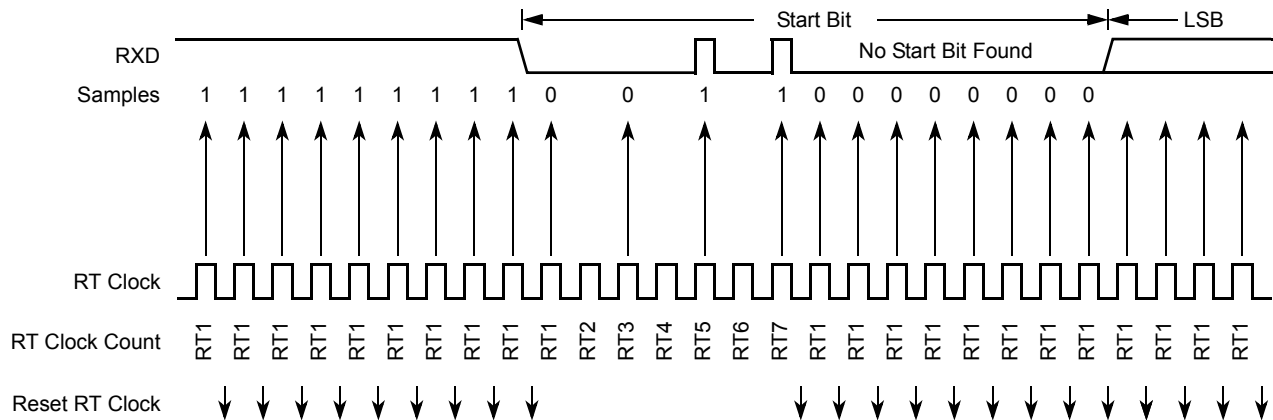 Start Bit LSB
RXD No Start Bit Found
Samples 1 1 1 1 1 1 1 1 1 0 0 1 1 0 0 0 0 0 0 0 0
RT Clock
RT Clock Count RT1 RT1 RT1 RT1 RT1 RT1 RT1 RT1 RT1 RT1 RT2 RT3 RT4 RT5 RT6 RT7 RT1 RT1 RT1 RT1 RT1 RT1 RT1 RT1 RT1 RT1 RT1 RT1
Reset RT Clock